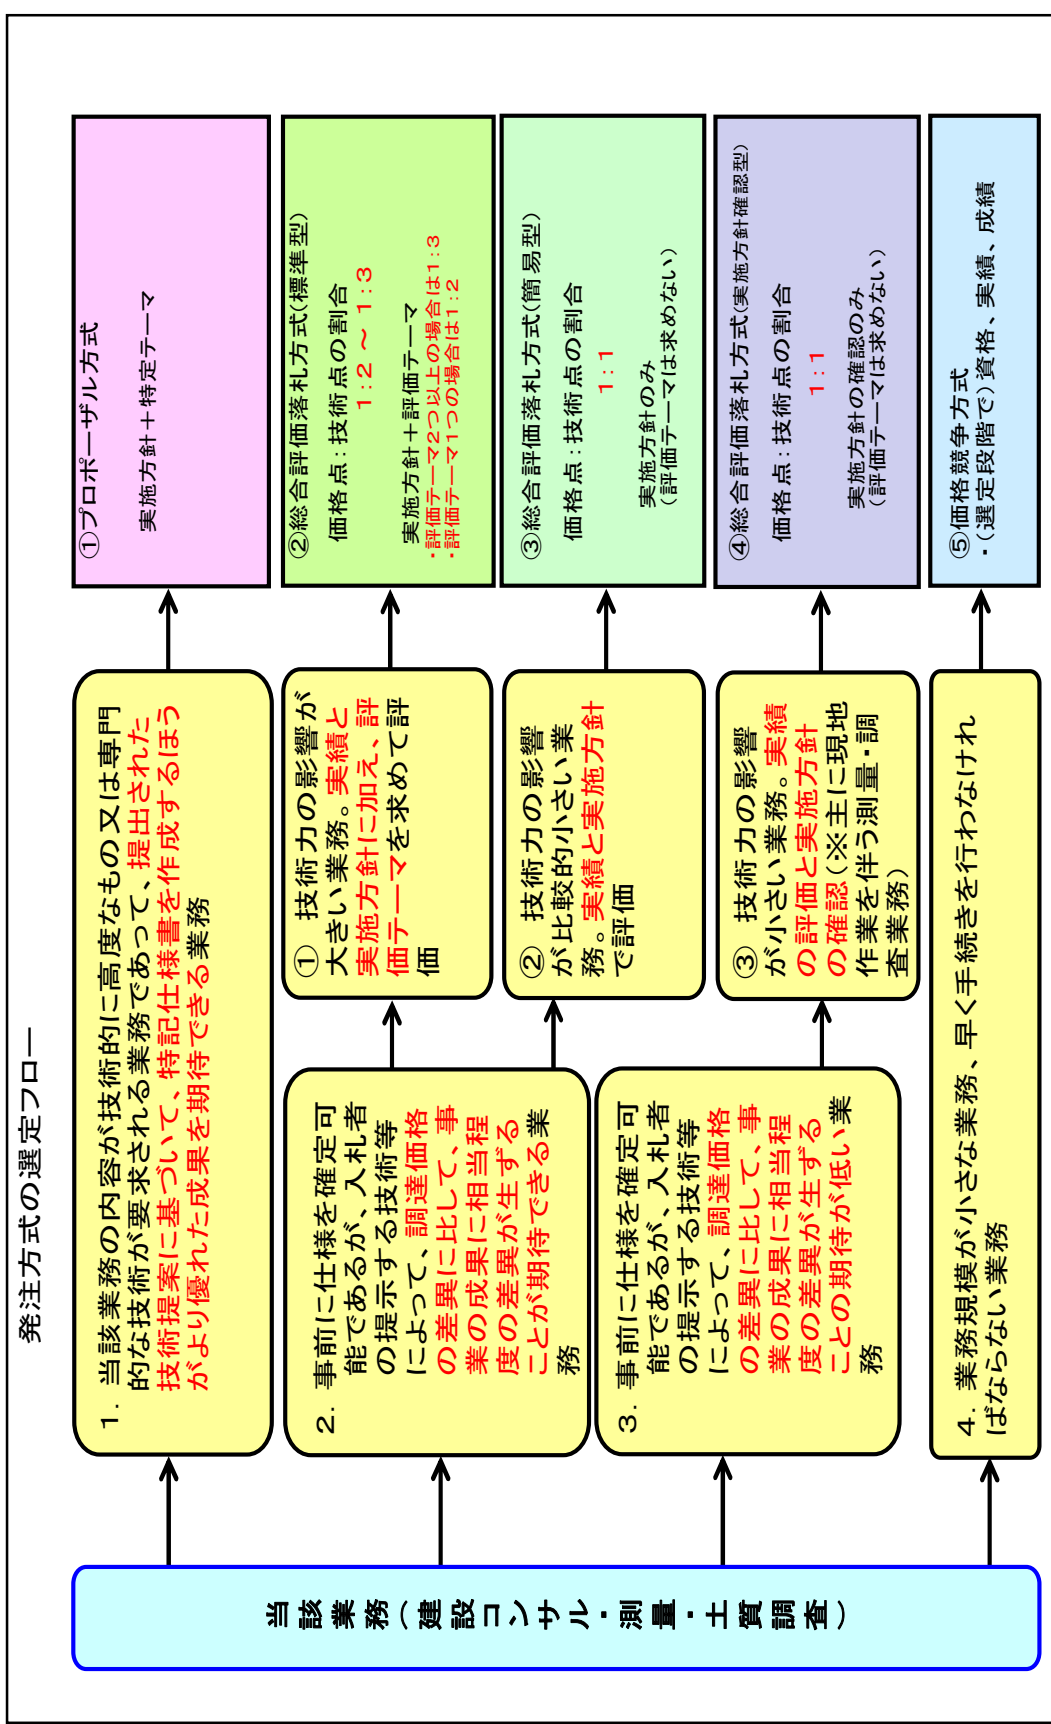 発注方式の選定フロー
当該業務（建設コンサル・測量・土質調査）
1．当該業務の内容が技術的に高度なもの又は専門
的な技術が要求される業務であって、提出された
技術提案に基づいて、特記仕様書を作成するほう
がより優れた成果を期待できる業務
①プロポーザル方式
実施方針＋特定テーマ
2．事前に仕様を確定可
能であるが、入札者
の提示する技術等
によって、調達価格
の差異に比して、事
業の成果に相当程
度の差異が生ずる
ことが期待できる業
務
① 技術力の影響が
大きい業務。実績と
実施方針に加え、評
価テーマを求めて評
価
②総合評価落札方式（標準型）
価格点：技術点の割合
1：2 ～ 1：3
実施方針＋評価テーマ
・評価テーマ2つ以上の場合は1：3
・評価テーマ1つの場合は1：2
② 技術力の影響
が比較的小さい業
務。実績と実施方針
で評価
③総合評価落札方式（簡易型）
価格点：技術点の割合
1：1
実施方針のみ
（評価テーマは求めない）
3．事前に仕様を確定可
能であるが、入札者
の提示する技術等
によって、調達価格
の差異に比して、事
業の成果に相当程
度の差異が生ずる
ことの期待が低い業
務
③ 技術力の影響
が小さい業務。実績
の評価と実施方針
の確認（※主に現地
作業を伴う測量・調
査業務）
④総合評価落札方式（実施方針確認型）
価格点：技術点の割合
1：1
実施方針の確認のみ
（評価テーマは求めない）
4．業務規模が小さな業務、早く手続きを行わなけれ
ばならない業務
⑤価格競争方式
・（選定段階で）資格、実績、成績